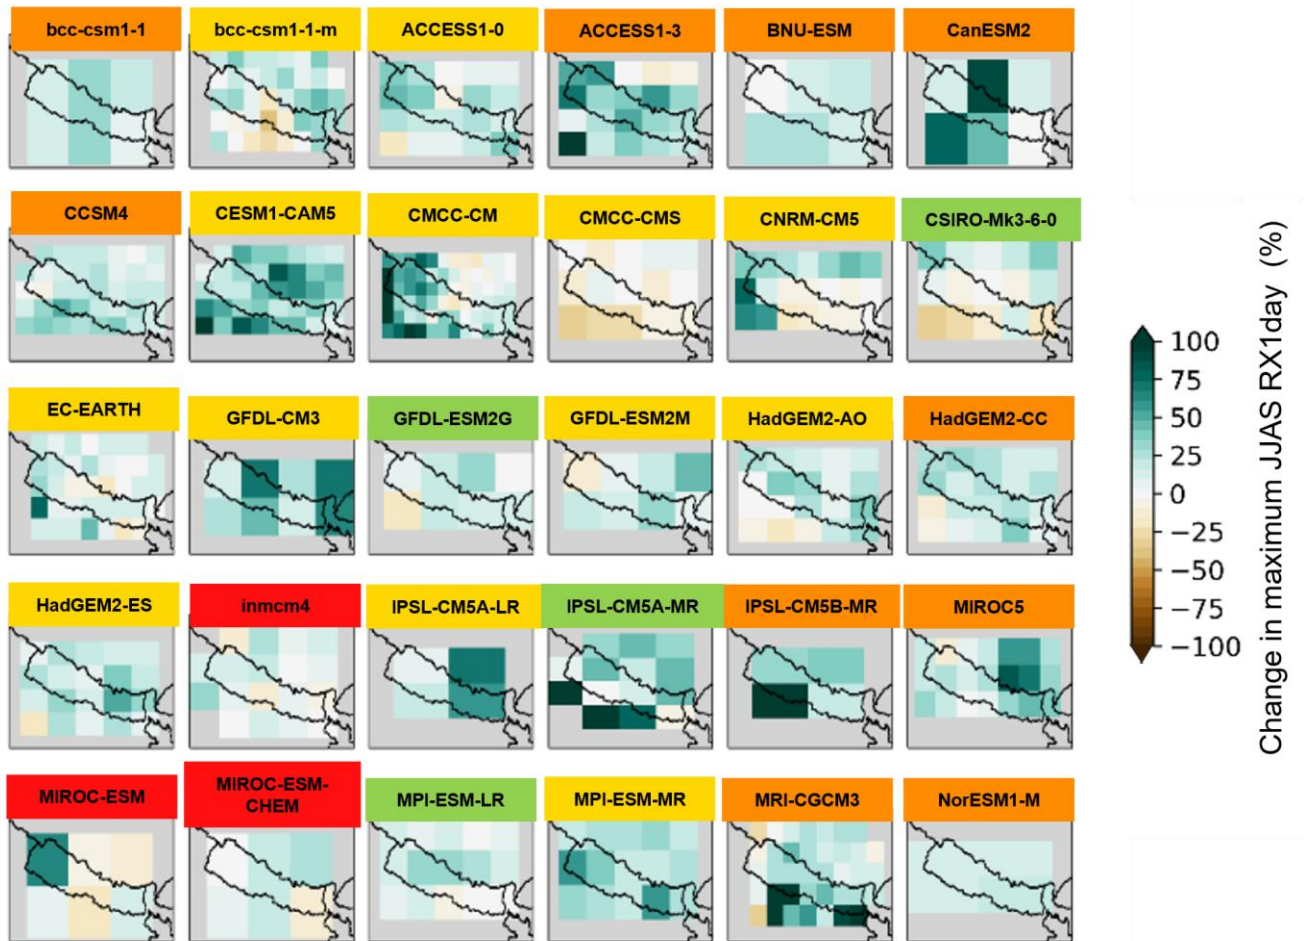 bcc-csm1-1
bcc-csm1-1-m
ACCESS1-0
ACCESS1-3
BNU-ESM
CanESM2
CCSM4
CESM1-CAM5
CMCC-CM
CMCC-CMS
CNRM-CM5
CSIRO-Mk3-6-0
EC-EARTH
GFDL-CM3
GFDL-ESM2G
GFDL-ESM2M
HadGEM2-AO
HadGEM2-CC
HadGEM2-ES
inmcm4
IPSL-CM5A-LR
IPSL-CM5A-MR
IPSL-CM5B-MR
MIROC5
MIROC-ESM
MIROC-ESM-
CHEM
MPI-ESM-LR
MPI-ESM-MR
MRI-CGCM3
NorESM1-M
100
75
50
25
0
−25
−50
−75
−100
Change in maximum JJAS RX1day (%)